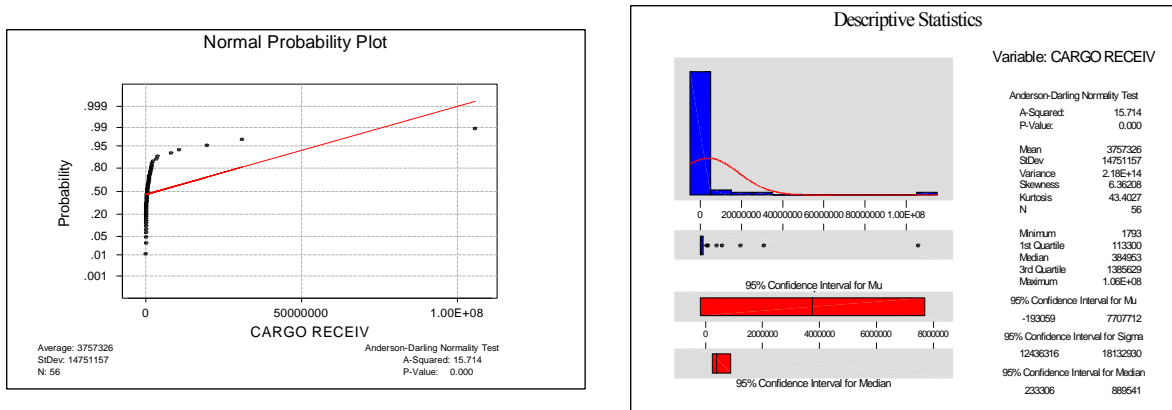 Normal Probability Plot
.999
.99
.95
.80
.50
.20
.05
.01
.001
Probability
0 50000000 1.00E+08
CARGO RECEIV
Average: 3757326
StDev: 14751157
N: 56
Anderson-Darling Normality Test
A-Squared: 15.714
P-Value: 0.000
Descriptive Statistics
Variable: CARGO RECEIV
0 20000000 40000000 60000000 80000000 1.00E+08
95% Confidence Interval for Mu
0 2000000 4000000 6000000 8000000
95% Confidence Interval for Median
Anderson-Darling Normality Test
A-Squared: 15.714
P-Value: 0.000
Mean 3757326
StDev 14751157
Variance 2.18E+14
Skewness 6.36208
Kurtosis 43.4027
N 56
Minimum 1793
1st Quartile 113300
Median 384953
3rd Quartile 1385629
Maximum 1.06E+08
95% Confidence Interval for Mu
-193059 7707712
95% Confidence Interval for Sigma
12436316 18132930
95% Confidence Interval for Median
233306 889541